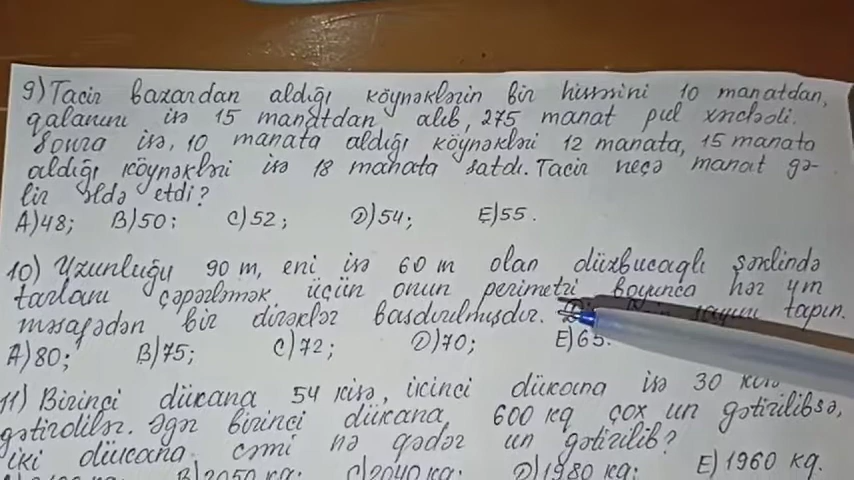 9) Tacir bazardan aldığı köynəklərin bir hissəsini 10 manatdan,
qalanını isə 15 manatdan alıb, 275 manat pul xərclədi.
Sonra isə, 10 manata aldığı köynəkləri 12 manata, 15 manata
aldığı köynəkləri isə 18 manata satdı. Tacir neçə manat gə-
lir əldə etdi?
A)48; B)50; C)52; D)54; E)55.
10) Uzunluğu 90 m, eni isə 60 m olan düzbucaqlı şəklində
tarlanı çəpərləmək üçün onun perimetri boyunca hər 4m
məsafədən bir dirəklər basdırılmışdır. sayını tapın.
A)80; B)75; C)72; D)70; E)65.
11) Birinci dükana 54 kisə, ikinci dükana isə 30
gətirdilər. Əgər birinci dükana 600 kq çox un gətirilibsə,
iki dükana cəmi nə qədər un gətirilib?
B)2050 kq; C)2040 kq; D)1980 kq; E)1960 kq.